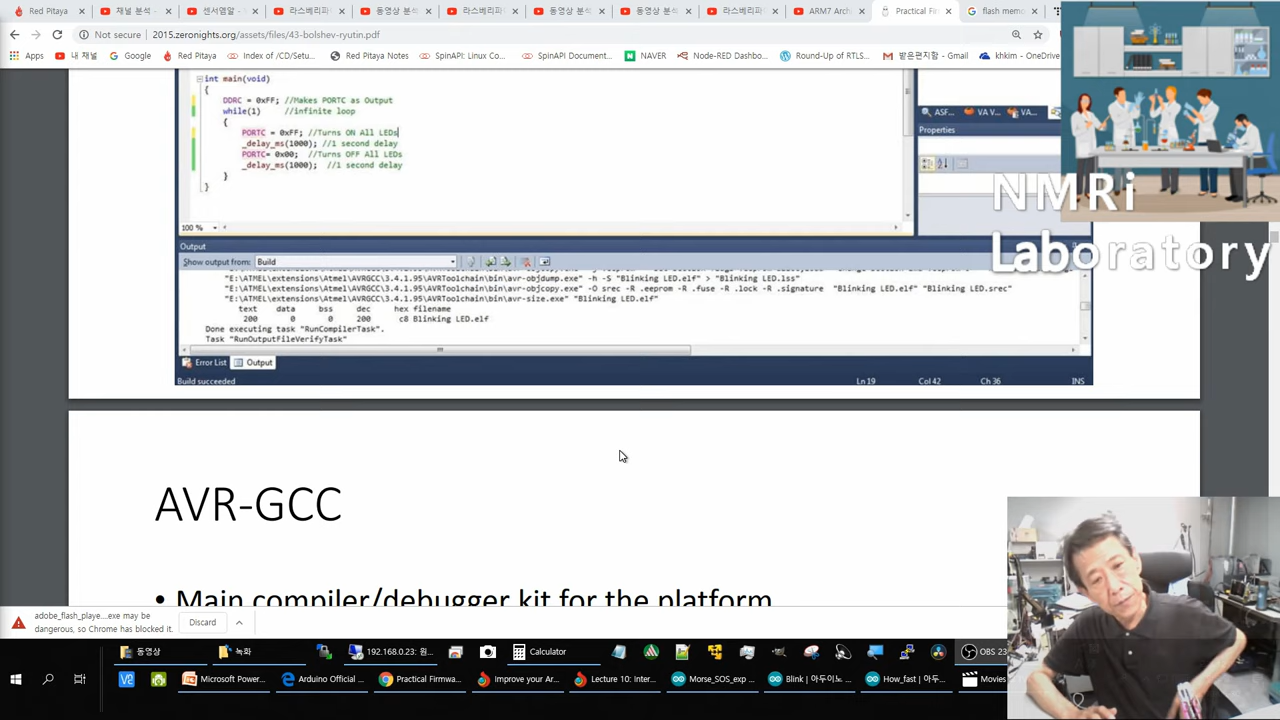 Red Pitaya
채널 분석 -
센서엠알 -
라스베리파이
동영상 분석
라스베리파이
동영상 분석
동영상 분석
라스베리파이
ARM7 Arch
Practical Fir
flash mem
Not secure | 2015.zeronights.org/assets/files/43-bolshev-ryutin.pdf
Apps
내 채널
Google
Red Pitaya
Index of /CD/Setu...
Red Pitaya Notes
SpinAPI: Linux Co...
SpinAPI Document...
NAVER
Node-RED Dashbo...
Round-Up of RTLS...
받은편지함 - Gmail
khkim - OneDrive
int main(void)
{
DDRC = 0xFF; //Makes PORTC as Output
while(1) //infinite loop
{
PORTC = 0xFF; //Turns ON All LEDs
_delay_ms(1000); //1 second delay
PORTC= 0x00; //Turns OFF All LEDs
_delay_ms(1000); //1 second delay
}
}
100 %
ASF...
VA V...
VA...
Properties
NMRi
Laboratory
Output
Show output from: Build
"E:\ATMEL\extensions\Atmel\AVRGCC\3.4.1.95\AVRToolchain\bin\avr-objdump.exe" -h -S "Blinking LED.elf" > "Blinking LED.lss"
"E:\ATMEL\extensions\Atmel\AVRGCC\3.4.1.95\AVRToolchain\bin\avr-objcopy.exe" -O srec -R .eeprom -R .fuse -R .lock -R .signature "Blinking LED.elf" "Blinking LED.srec"
"E:\ATMEL\extensions\Atmel\AVRGCC\3.4.1.95\AVRToolchain\bin\avr-size.exe" "Blinking LED.elf"
text data bss dec hex filename
200 0 0 200 c8 Blinking LED.elf
Done executing task "RunCompilerTask".
Task "RunOutputFileVerifyTask"
Error List
Output
Build succeeded
Ln 19
Col 42
Ch 36
INS
AVR-GCC
• Main compiler/debugger kit for the platform
adobe_flash_playe....exe may be
dangerous, so Chrome has blocked it.
Discard
동영상
녹화
192.168.0.23: 원...
Calculator
OBS 23
Microsoft Power...
Arduino Official ...
Practical Firmwa...
Improve your Ar...
Lecture 10: Inter...
Morse_SOS_exp ...
Blink | 아두이노 ...
How_fast | 아두...
Movies